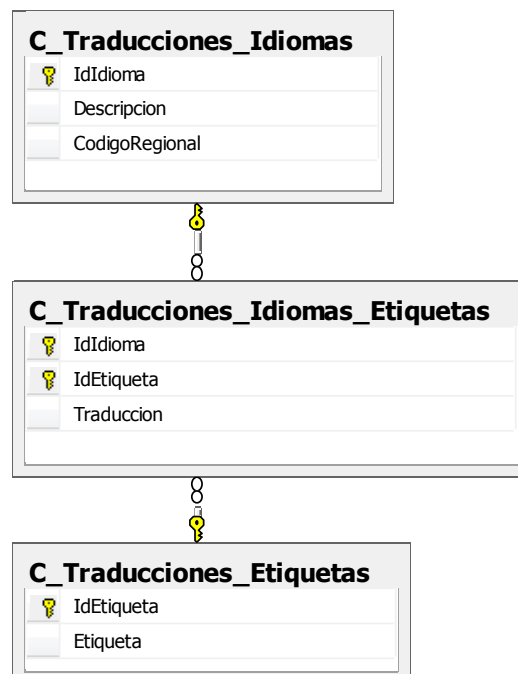 C_Traducciones_Idiomas
IdIdioma
Descripcion
CodigoRegional
C_Traducciones_Idiomas_Etiquetas
IdIdioma
IdEtiqueta
Traduccion
C_Traducciones_Etiquetas
IdEtiqueta
Etiqueta